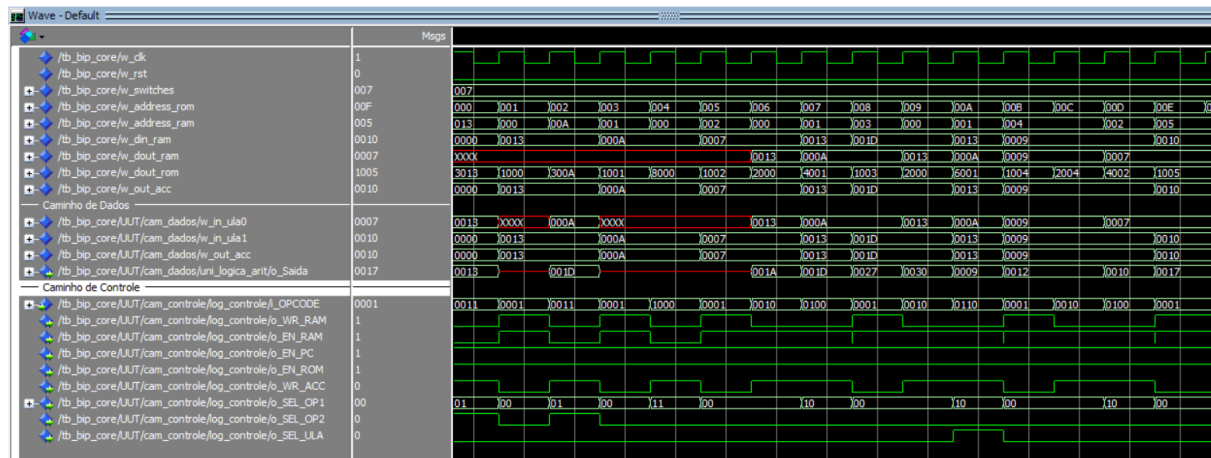 Wave - Default
Msgs
/tb_bip_core/w_clk 1
/tb_bip_core/w_rst 0
/tb_bip_core/w_switches 007 007
/tb_bip_core/w_address_rom 00F 000 001 002 003 004 005 006 007 008 009 00A 00B 00C 00D 00E
/tb_bip_core/w_address_ram 005 013 000 00A 001 000 002 000 001 003 000 001 004 002 005
/tb_bip_core/w_din_ram 0010 0000 0013 000A 0007 0013 001D 0013 0009 0010
/tb_bip_core/w_dout_ram 0007 XXXX 0013 000A 0013 000A 0009 0007
/tb_bip_core/w_dout_rom 1005 3013 1000 300A 1001 8000 1002 2000 4001 1003 2000 6001 1004 2004 4002 1005
/tb_bip_core/w_out_acc 0010 0000 0013 000A 0007 0013 001D 0013 0009 0010
Caminho de Dados
/tb_bip_core/UUT/cam_dados/w_in_ula0 0007 0013 XXXX 000A XXXX 0013 000A 0013 000A 0009 0007
/tb_bip_core/UUT/cam_dados/w_in_ula1 0010 0000 0013 000A 0007 0013 001D 0013 0009 0010
/tb_bip_core/UUT/cam_dados/w_out_acc 0010 0000 0013 000A 0007 0013 001D 0013 0009 0010
/tb_bip_core/UUT/cam_dados/uni_logica_arit/o_Saida 0017 0013 001D 001A 001D 0027 0030 0009 0012 0010 0017
Caminho de Controle
/tb_bip_core/UUT/cam_controle/log_controle/i_OPCODE 0001 0011 0001 0011 0001 1000 0001 0010 0100 0001 0010 0110 0001 0010 0100 0001
/tb_bip_core/UUT/cam_controle/log_controle/o_WR_RAM 1
/tb_bip_core/UUT/cam_controle/log_controle/o_EN_RAM 1
/tb_bip_core/UUT/cam_controle/log_controle/o_EN_PC 1
/tb_bip_core/UUT/cam_controle/log_controle/o_EN_ROM 1
/tb_bip_core/UUT/cam_controle/log_controle/o_WR_ACC 0
/tb_bip_core/UUT/cam_controle/log_controle/o_SEL_OP1 00 01 00 01 00 11 00 10 00 10 00 10 00
/tb_bip_core/UUT/cam_controle/log_controle/o_SEL_OP2 0
/tb_bip_core/UUT/cam_controle/log_controle/o_SEL_ULA 0